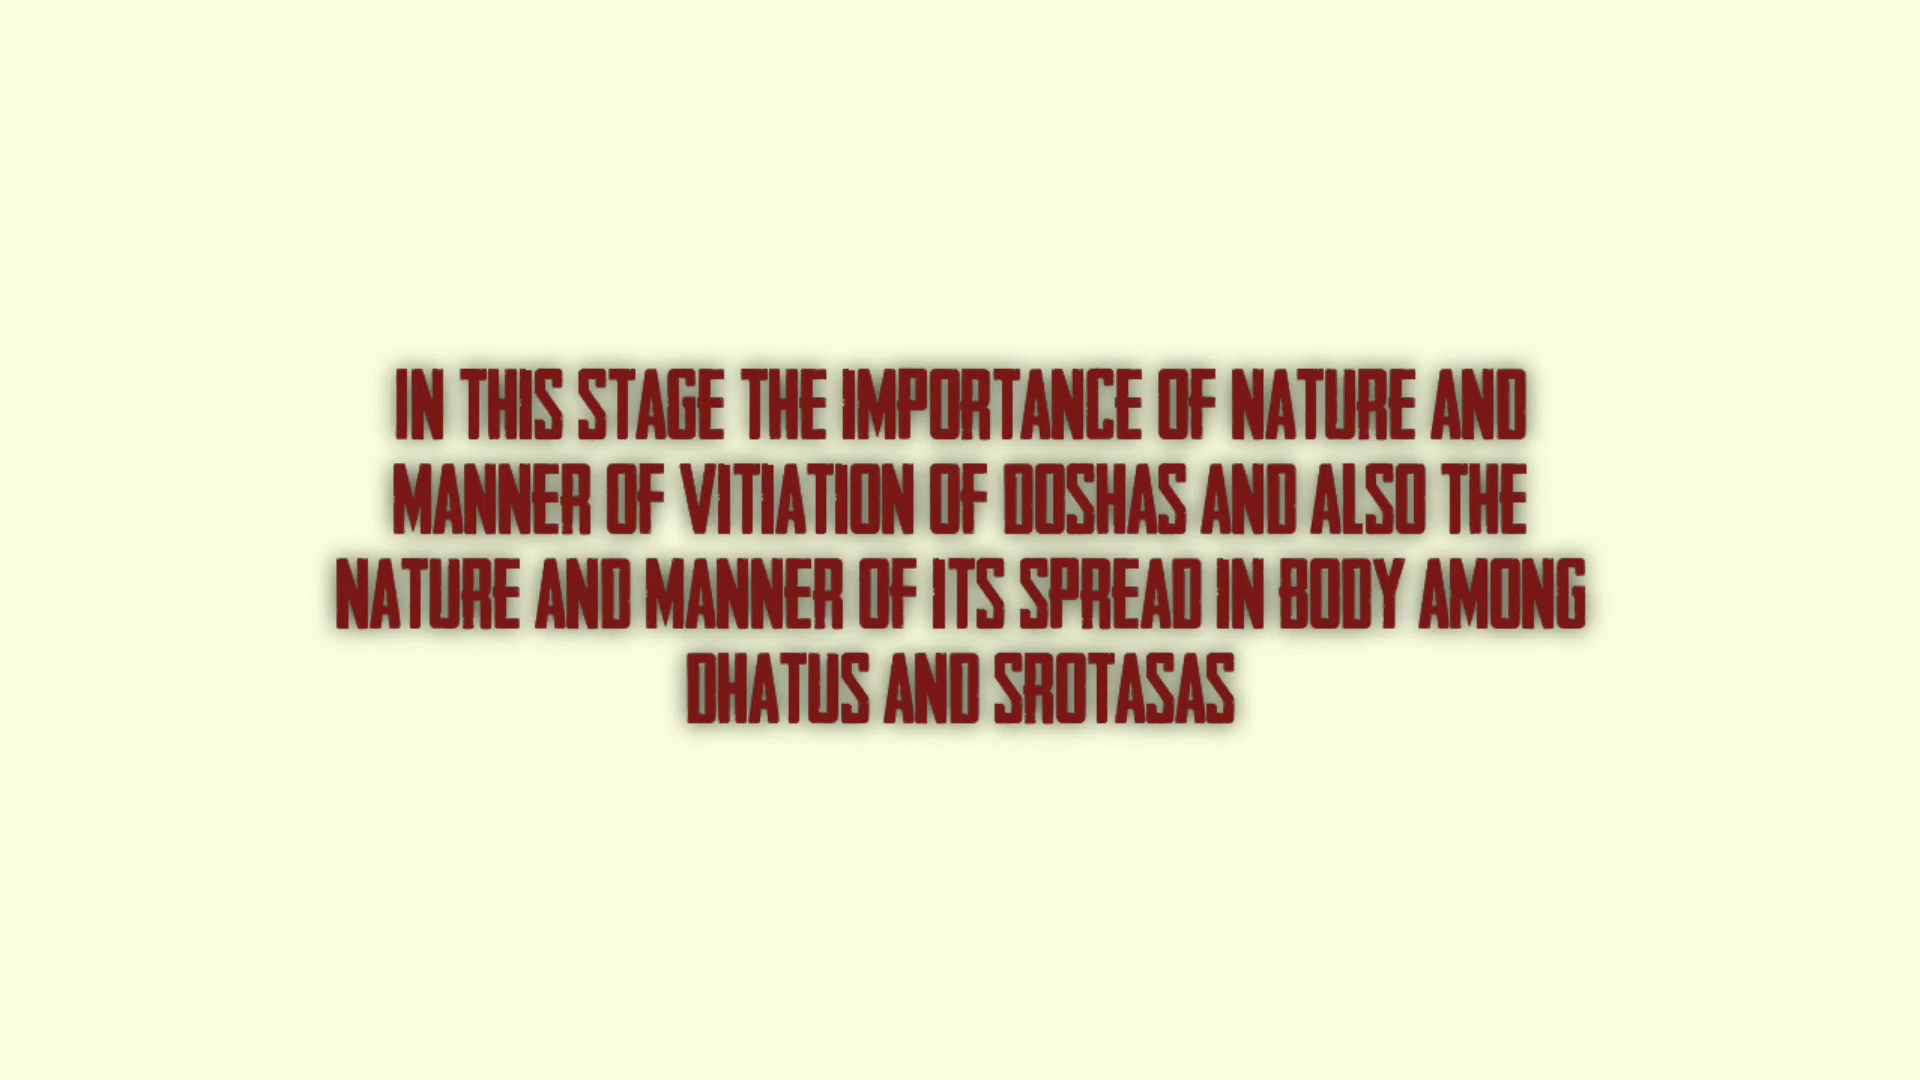 IN THIS STAGE THE IMPORTANCE OF NATURE AND
MANNER OF VITIATION OF DOSHAS AND ALSO THE
NATURE AND MANNER OF ITS SPREAD IN BODY AMONG
DHATUS AND SROTASAS